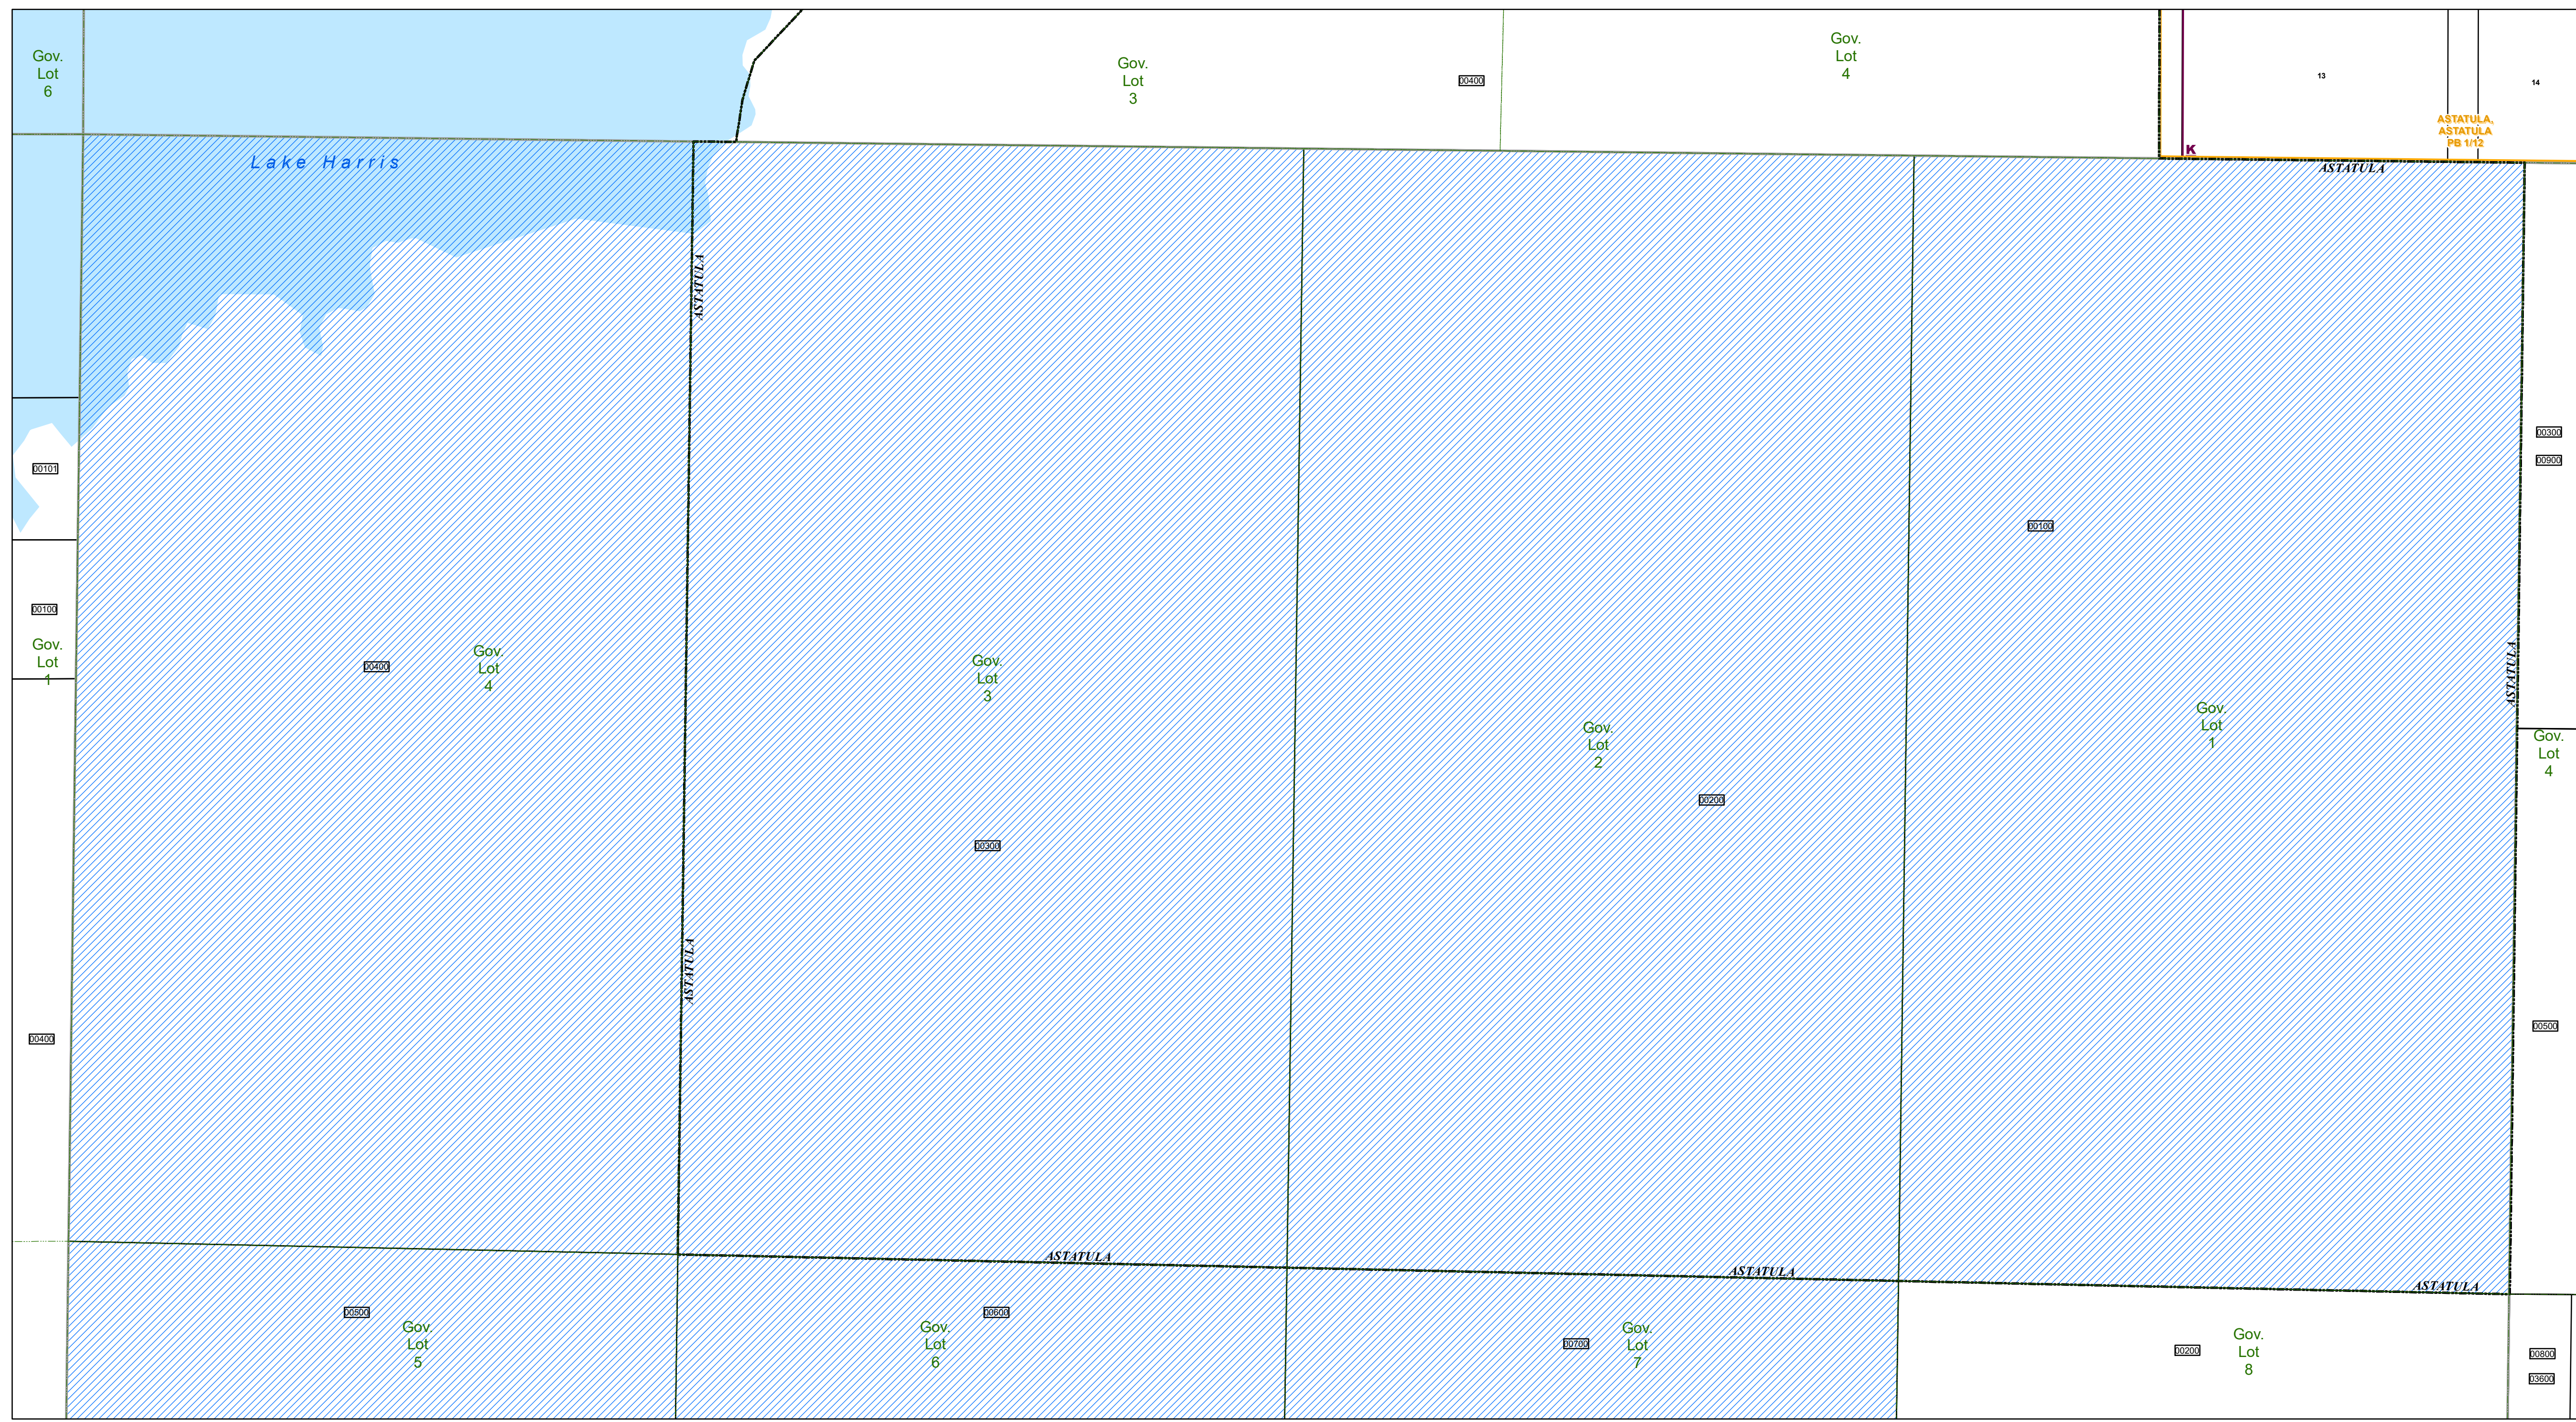 Gov.
Lot
6
Gov.
Lot
3
00400
Gov.
Lot
4
13
14
ASTATULA,
ASTATULA
PB 1/12
K
Lake Harris
ASTATULA
ASTATULA
00300
00900
00101
00100
00100
Gov.
Lot
1
00400
Gov.
Lot
4
Gov.
Lot
3
ASTATULA
Gov.
Lot
1
Gov.
Lot
2
Gov.
Lot
4
00200
00300
ASTATULA
00400
00500
ASTATULA
ASTATULA
ASTATULA
00500
Gov.
Lot
5
00600
Gov.
Lot
6
00700
Gov.
Lot
7
00200
Gov.
Lot
8
00800
03600